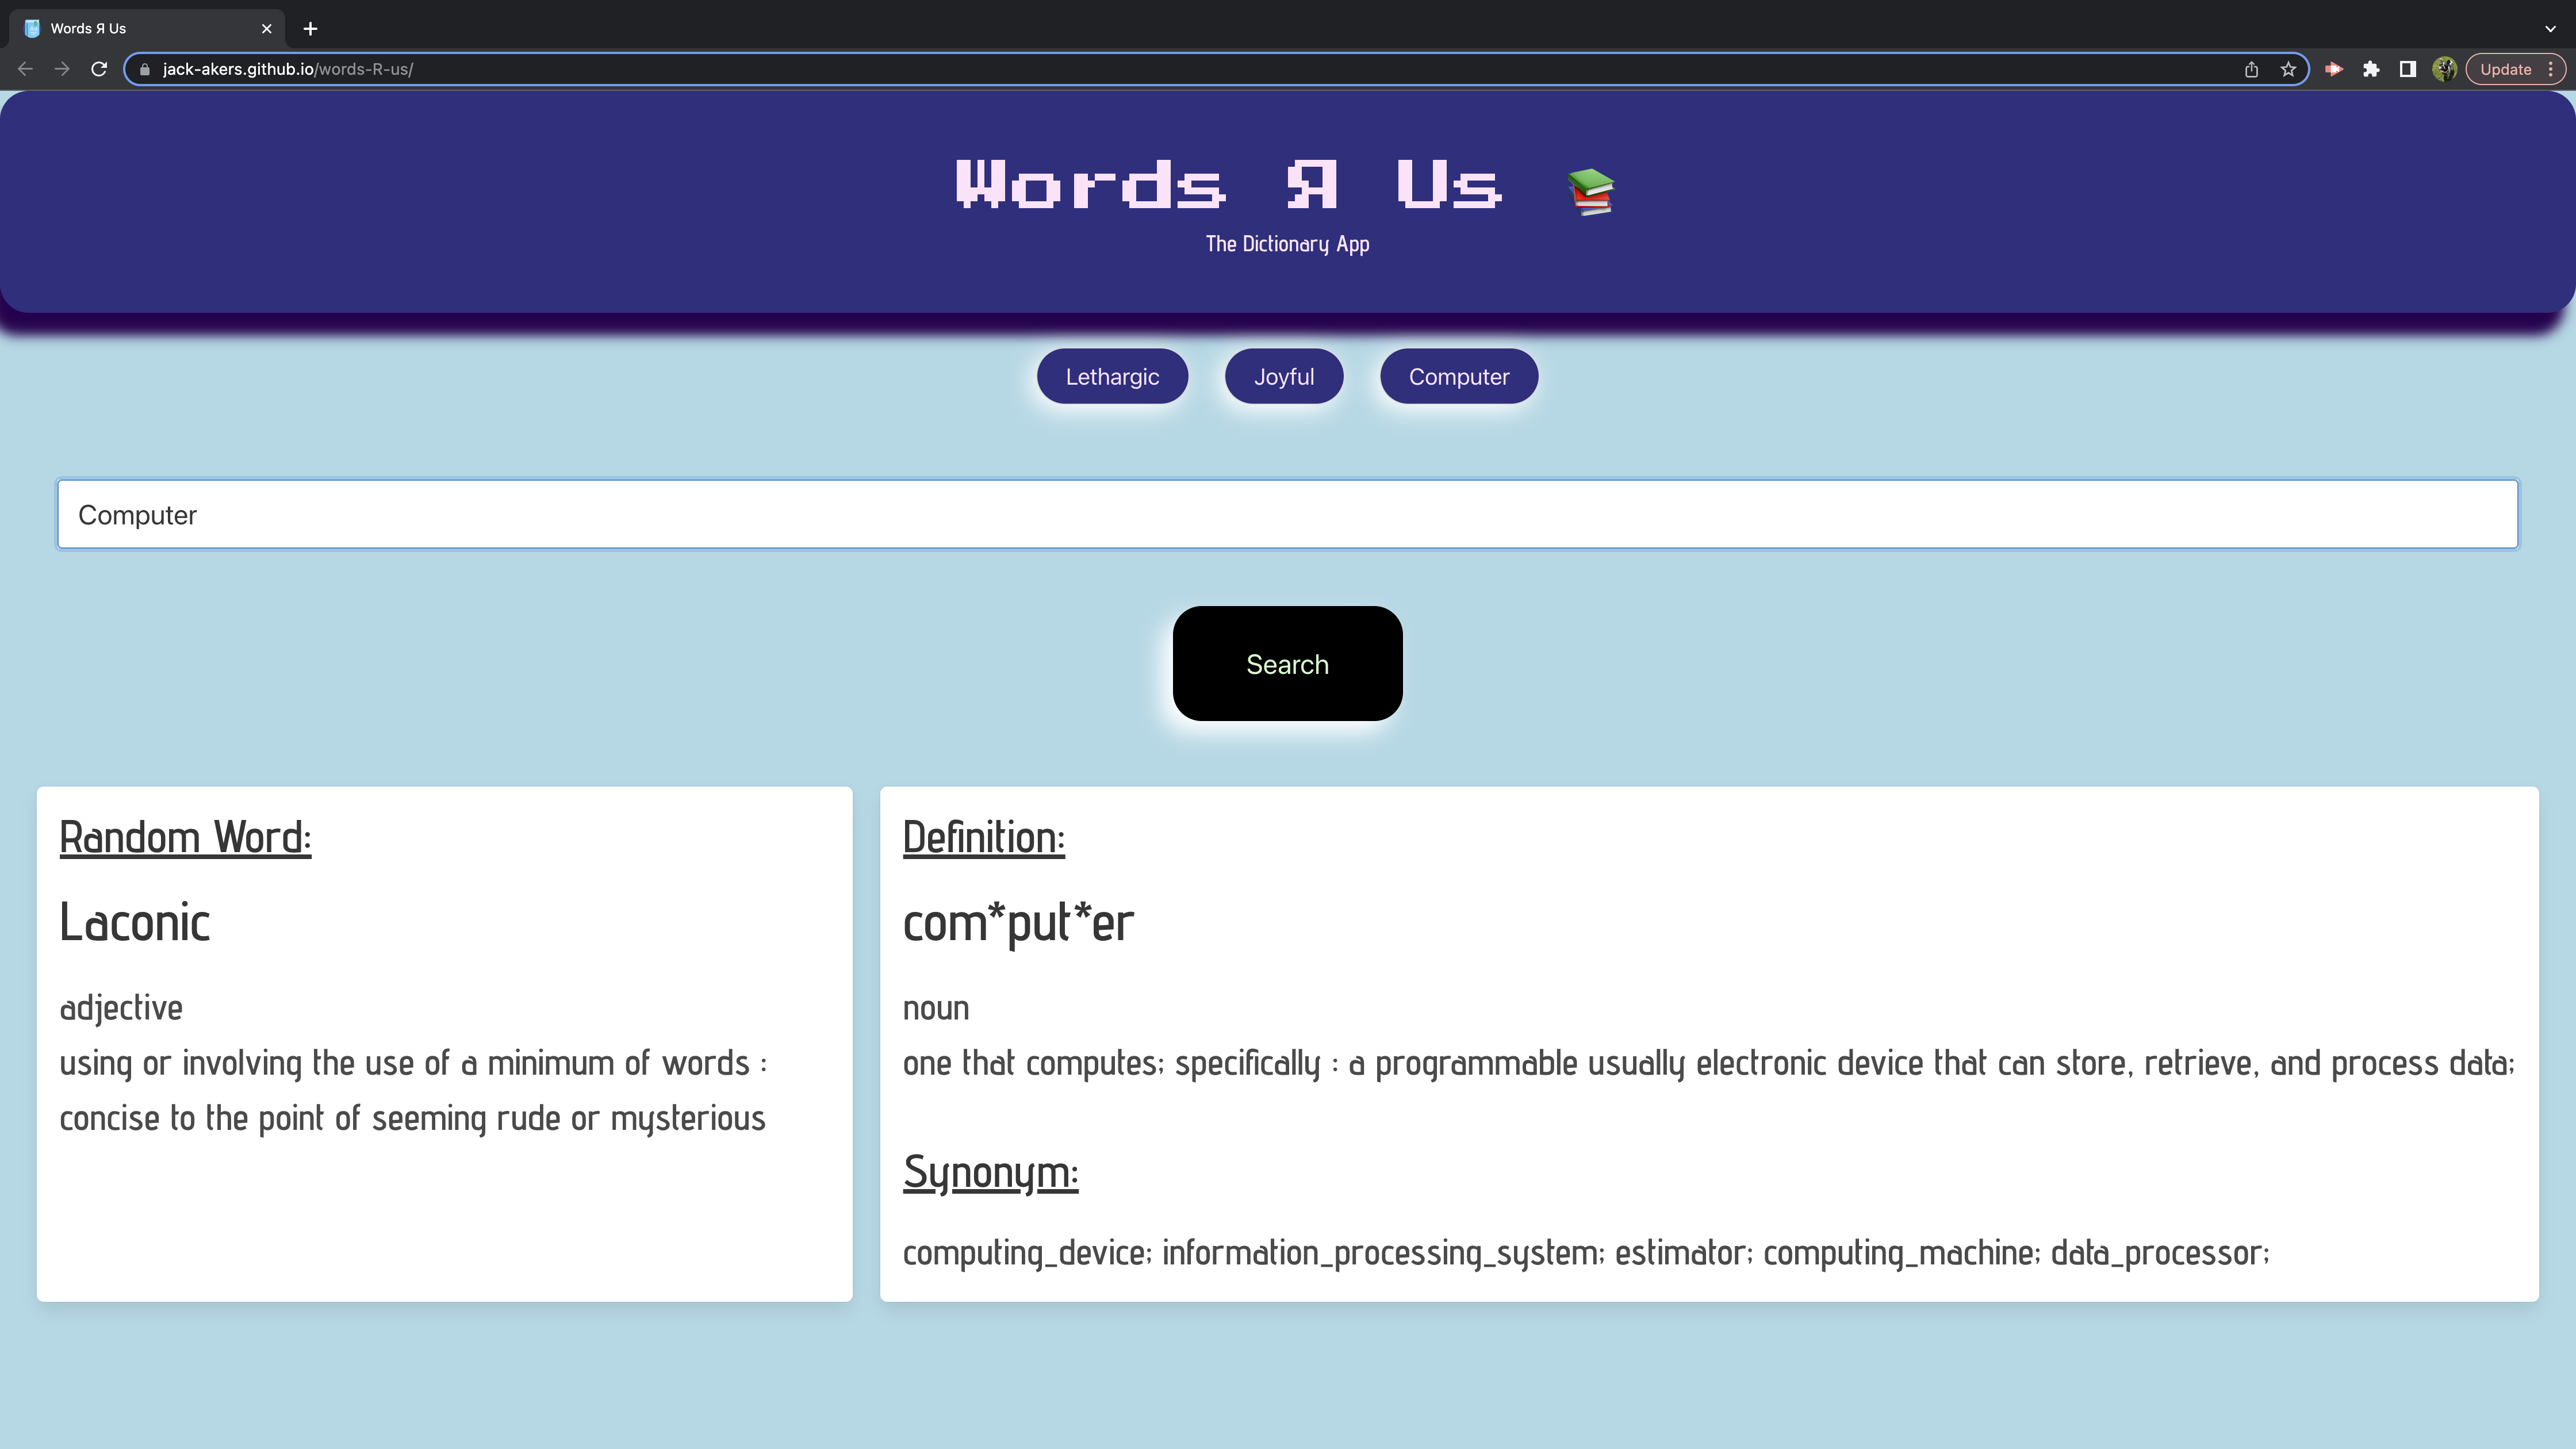 Words Я Us
jack-akers.github.io/words-R-us/
Update
Words Я Us 📚
The Dictionary App
Lethargic
Joyful
Computer
Computer
Search
Random Word:
Laconic
adjective
using or involving the use of a minimum of words :
concise to the point of seeming rude or mysterious
Definition:
com*put*er
noun
one that computes; specifically : a programmable usually electronic device that can store, retrieve, and process data;
Synonym:
computing_device; information_processing_system; estimator; computing_machine; data_processor;